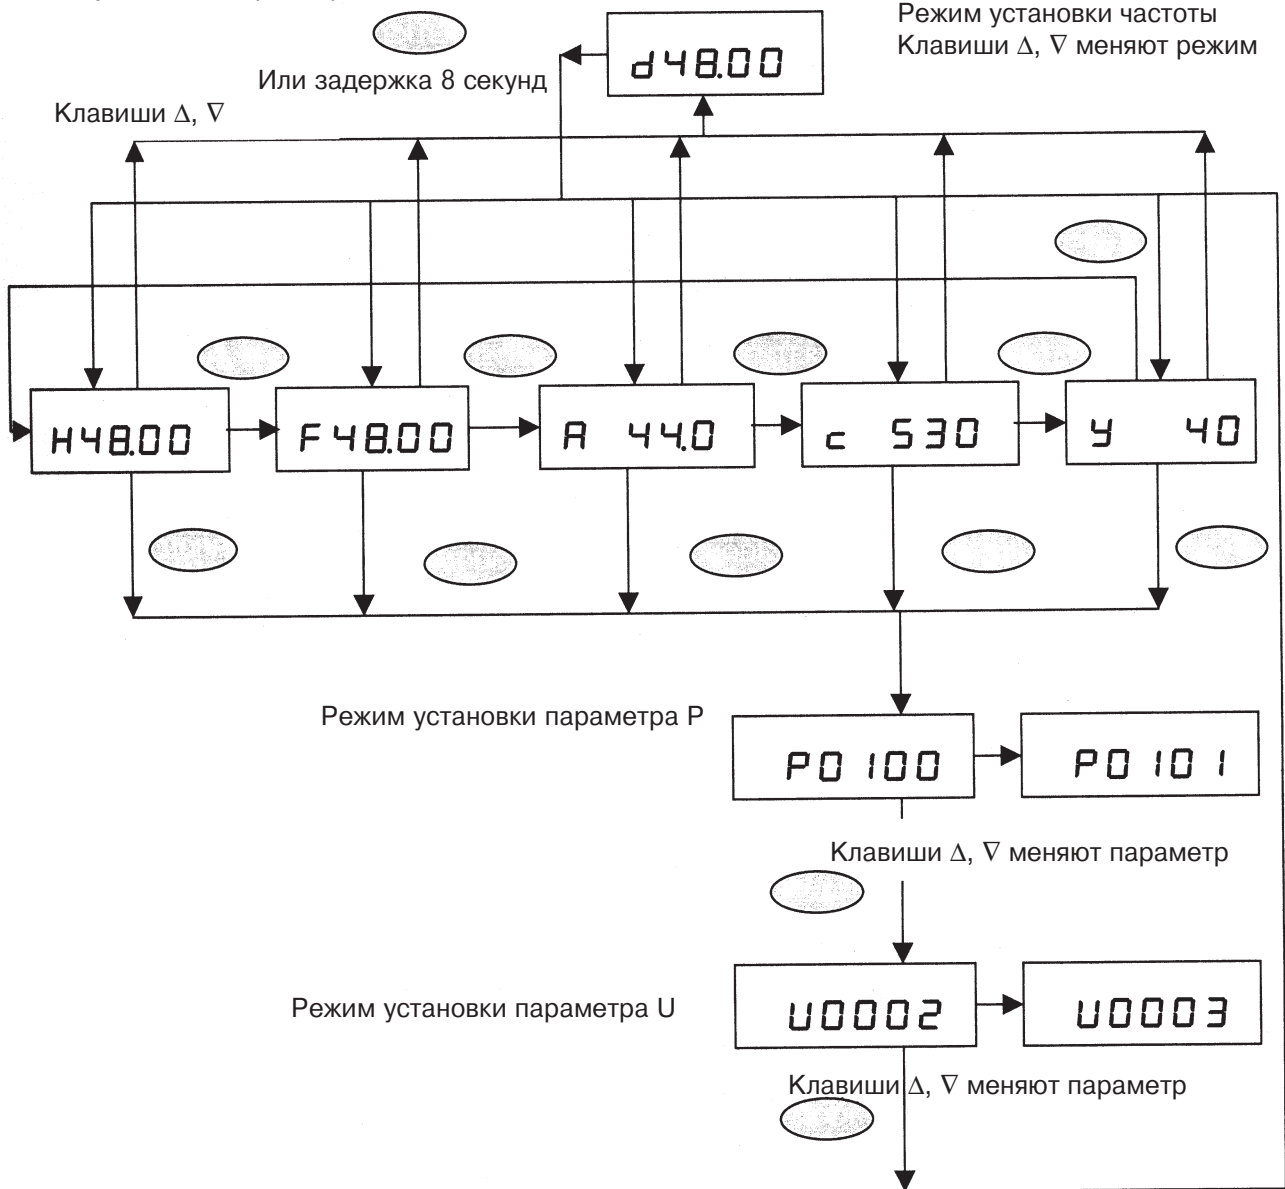 Режим установки частоты
Клавиши Δ, ∇ меняют режим
d48.00
Или задержка 8 секунд
Клавиши Δ, ∇
H48.00
F48.00
A 44.0
c 530
y 40
Режим установки параметра P
P0100
P0101
Клавиши Δ, ∇ меняют параметр
Режим установки параметра U
U0002
U0003
Клавиши Δ, ∇ меняют параметр